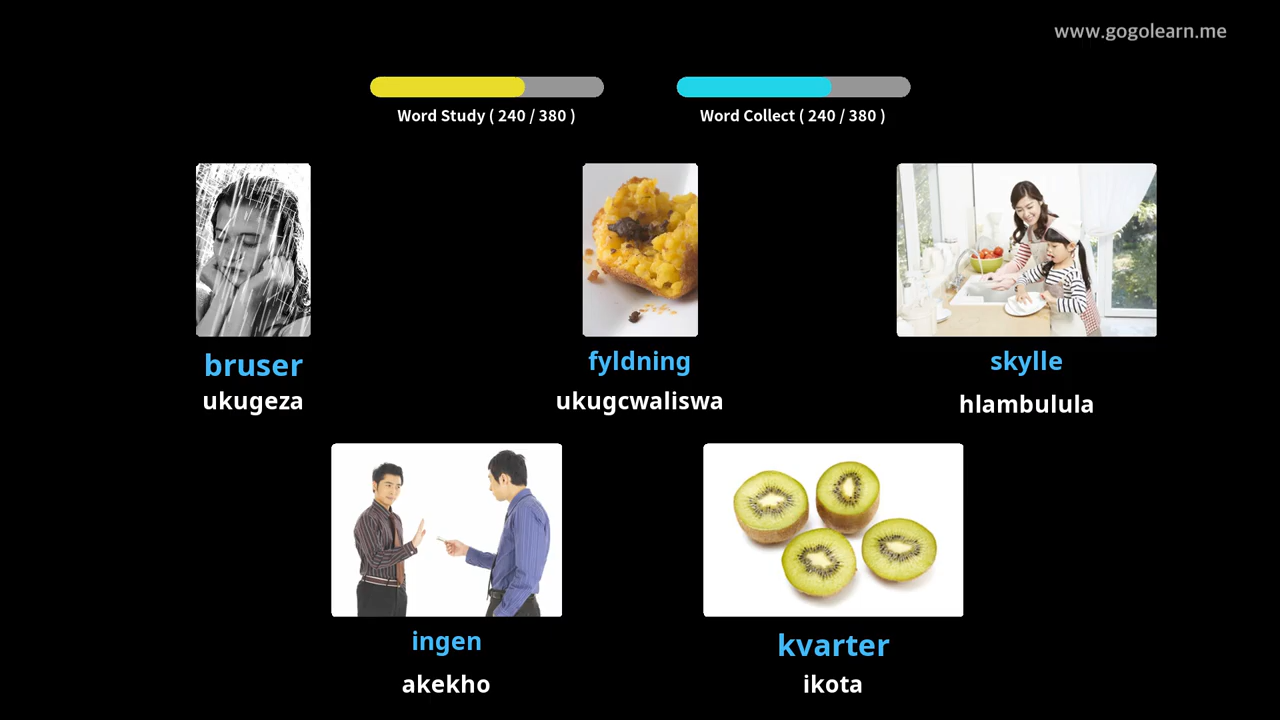 www.gogolearn.me
Word Study ( 240 / 380 )
Word Collect ( 240 / 380 )
bruser
ukugeza
fyldning
ukugcwaliswa
skylle
hlambulula
ingen
akekho
kvarter
ikota